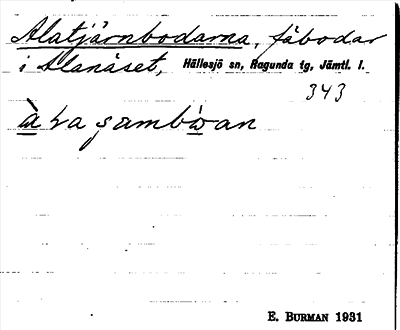 Alatjärnbodarna, fäbodar
i Alanäset, Hällesjö sn, Ragunda tg, Jämtl. l.
343
E. BURMAN 1931